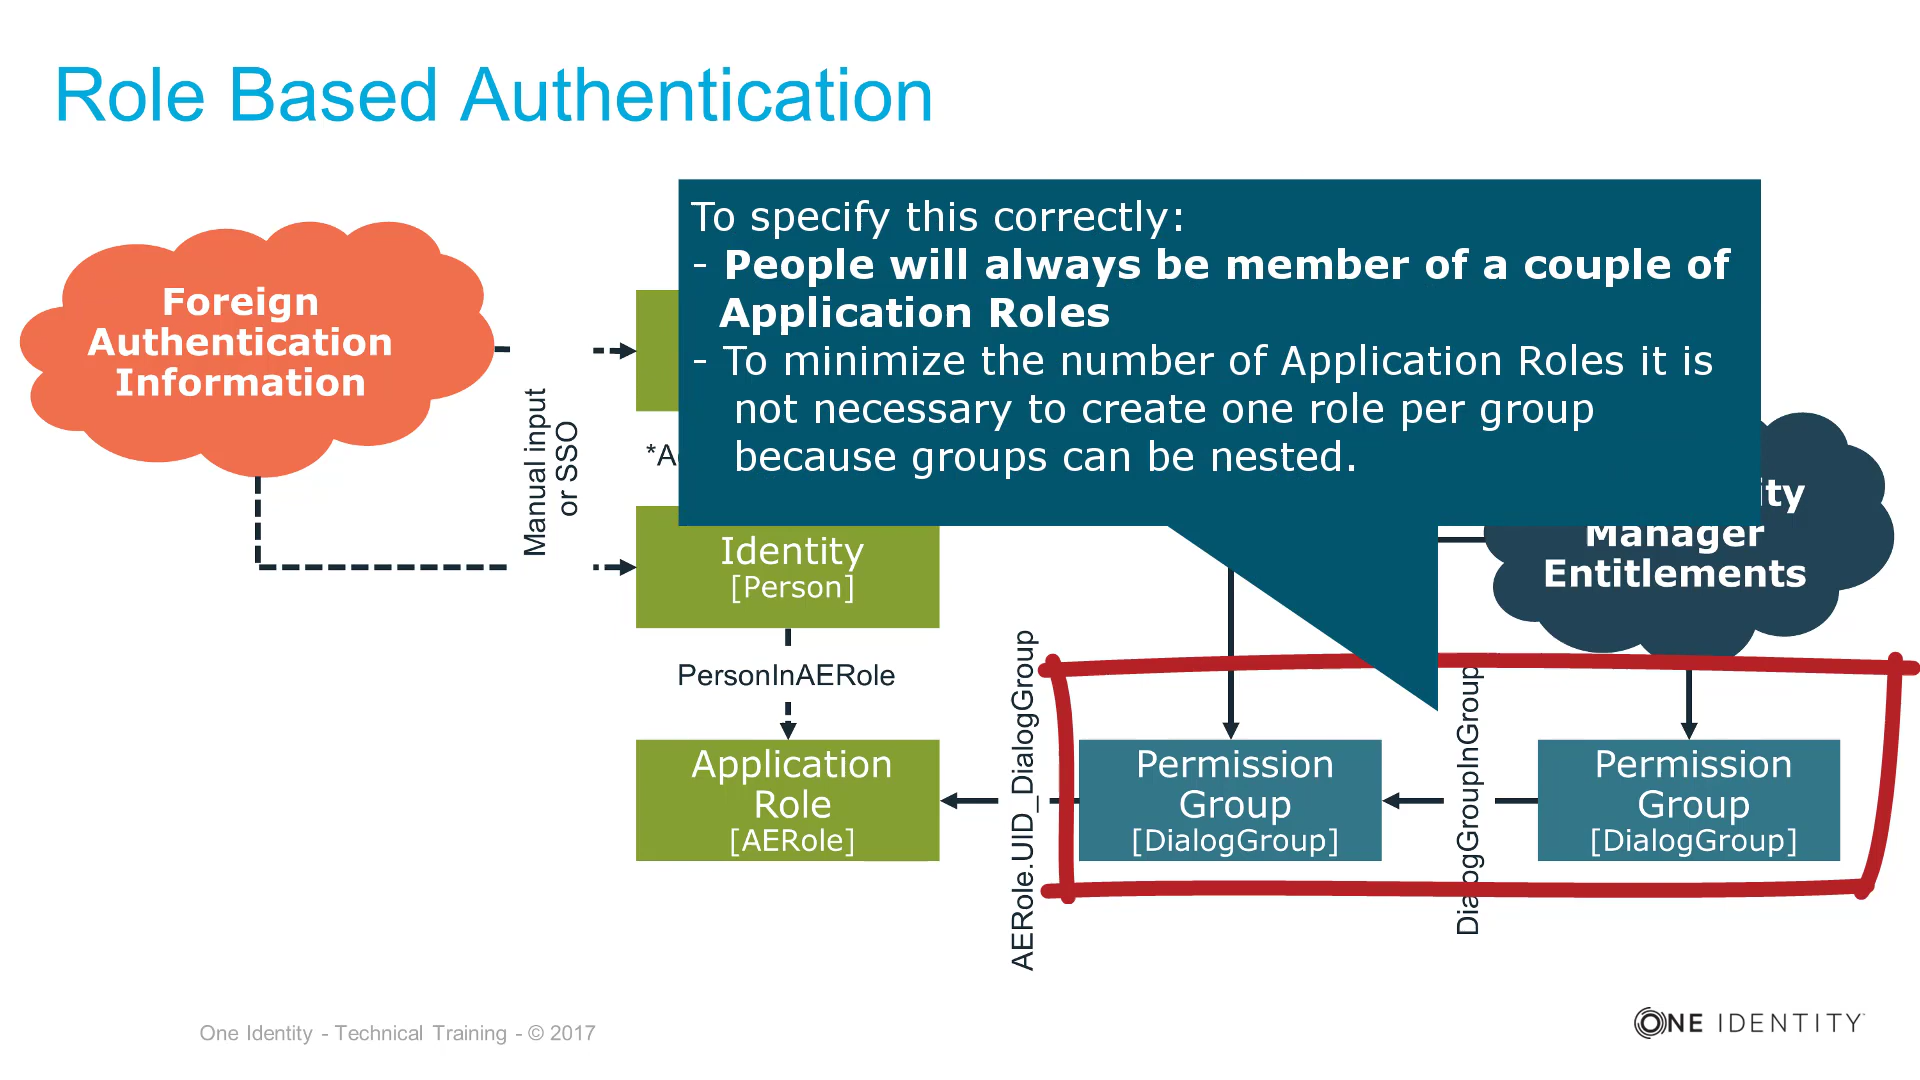 Role Based Authentication
To specify this correctly:
- People will always be member of a couple of
Application Roles
- To minimize the number of Application Roles it is
not necessary to create one role per group
because groups can be nested.
Foreign
Authentication
Information
Manual input
or SSO
Identity
[Person]
Manager
Entitlements
PersonInAERole
Application
Role
[AERole]
AERole.UID_DialogGroup
Permission
Group
[DialogGroup]
DialogGroupInGroup
Permission
Group
[DialogGroup]
One Identity - Technical Training - © 2017
ONE IDENTITY